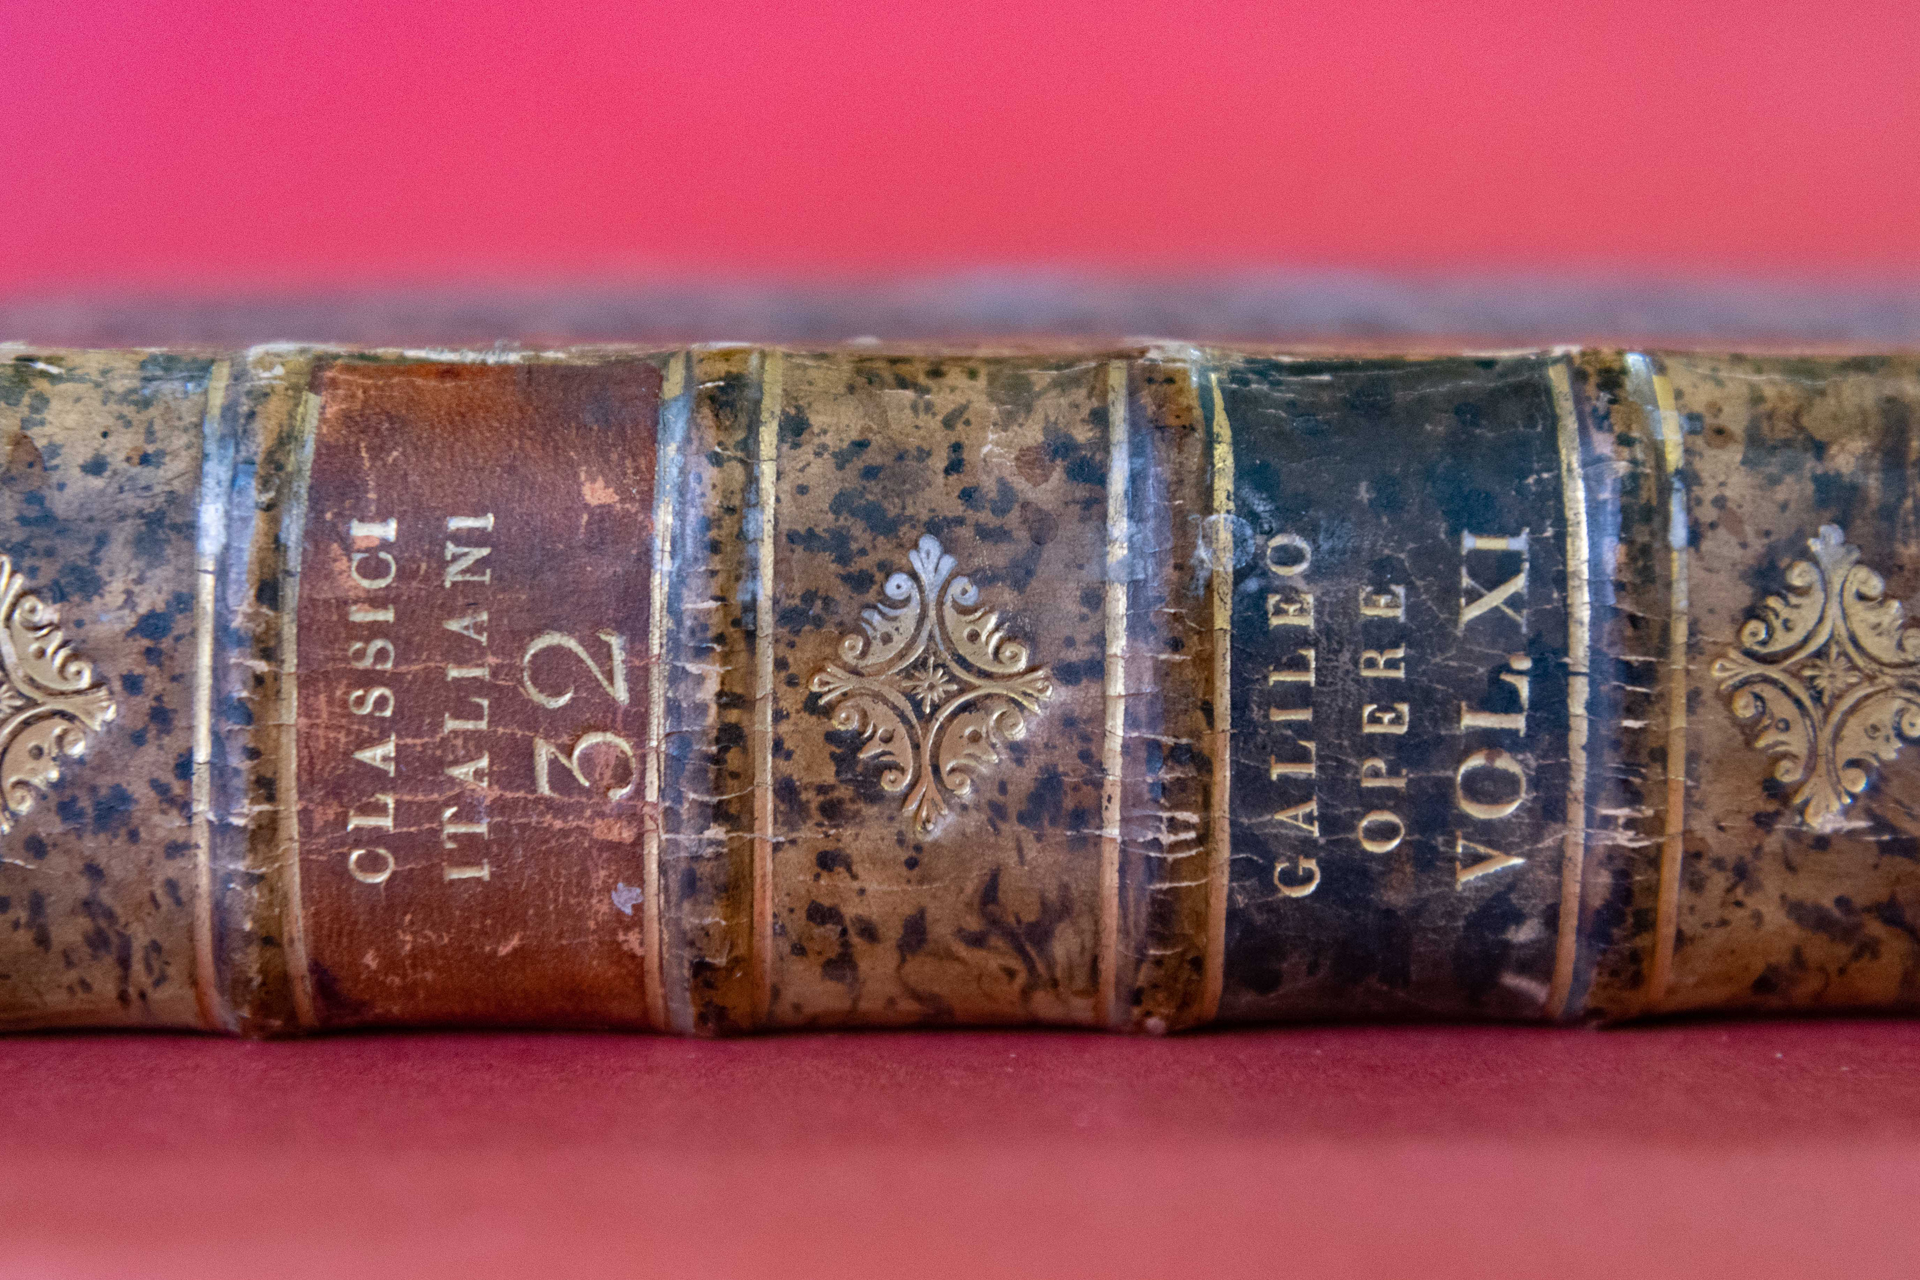 CLASSICI
ITALIANI
32
GALILEO
OPERE
VOL. XI